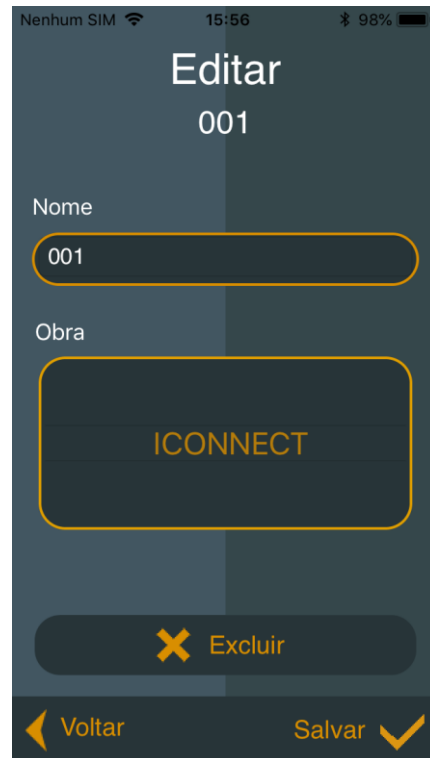 Nenhum SIM 15:56 98%
Editar
001
Nome
001
Obra
ICONNECT
Excluir
Voltar Salvar